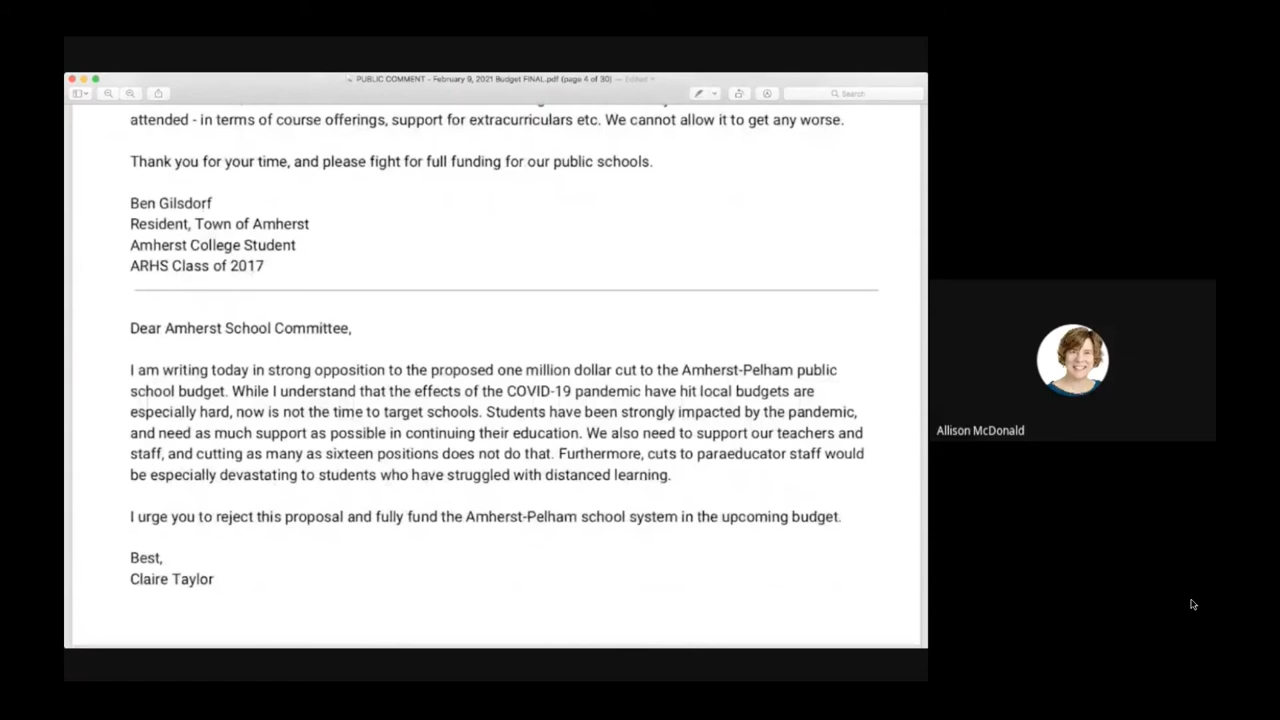 PUBLIC COMMENT - February 9, 2021 Budget FINAL.pdf (page 4 of 30) — Edited
Search
attended - in terms of course offerings, support for extracurriculars etc. We cannot allow it to get any worse.
Thank you for your time, and please fight for full funding for our public schools.
Ben Gilsdorf
Resident, Town of Amherst
Amherst College Student
ARHS Class of 2017
Dear Amherst School Committee,
I am writing today in strong opposition to the proposed one million dollar cut to the Amherst-Pelham public
school budget. While I understand that the effects of the COVID-19 pandemic have hit local budgets are
especially hard, now is not the time to target schools. Students have been strongly impacted by the pandemic,
and need as much support as possible in continuing their education. We also need to support our teachers and
staff, and cutting as many as sixteen positions does not do that. Furthermore, cuts to paraeducator staff would
be especially devastating to students who have struggled with distanced learning.
I urge you to reject this proposal and fully fund the Amherst-Pelham school system in the upcoming budget.
Best,
Claire Taylor
Allison McDonald